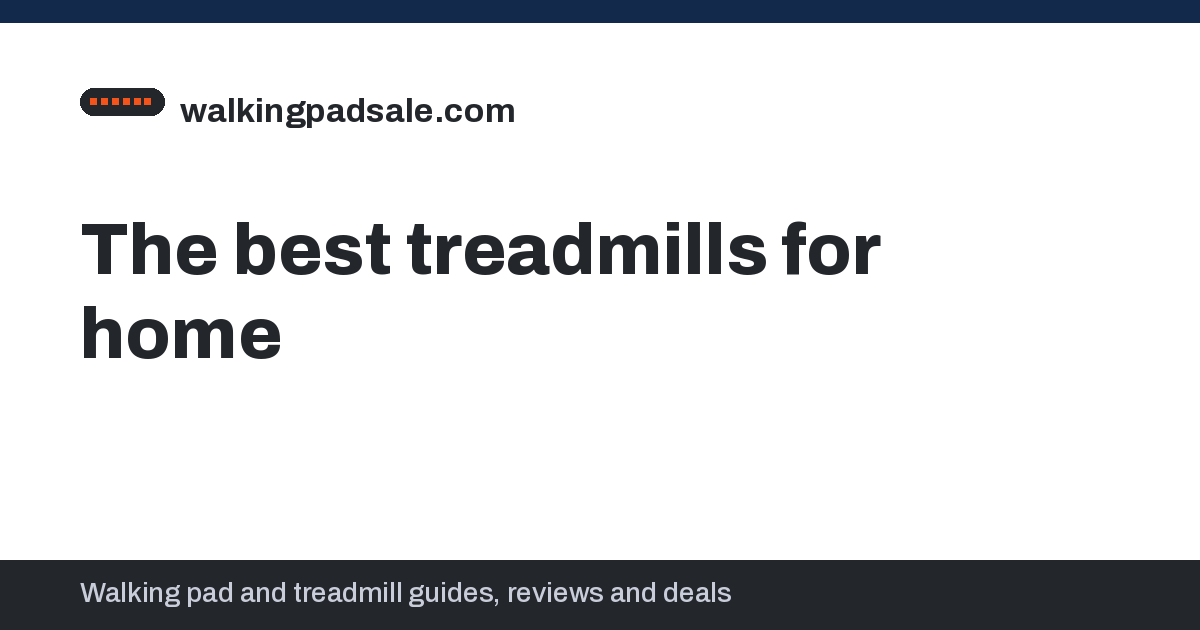 walkingpadsale.com
The best treadmills for
home
Walking pad and treadmill guides, reviews and deals